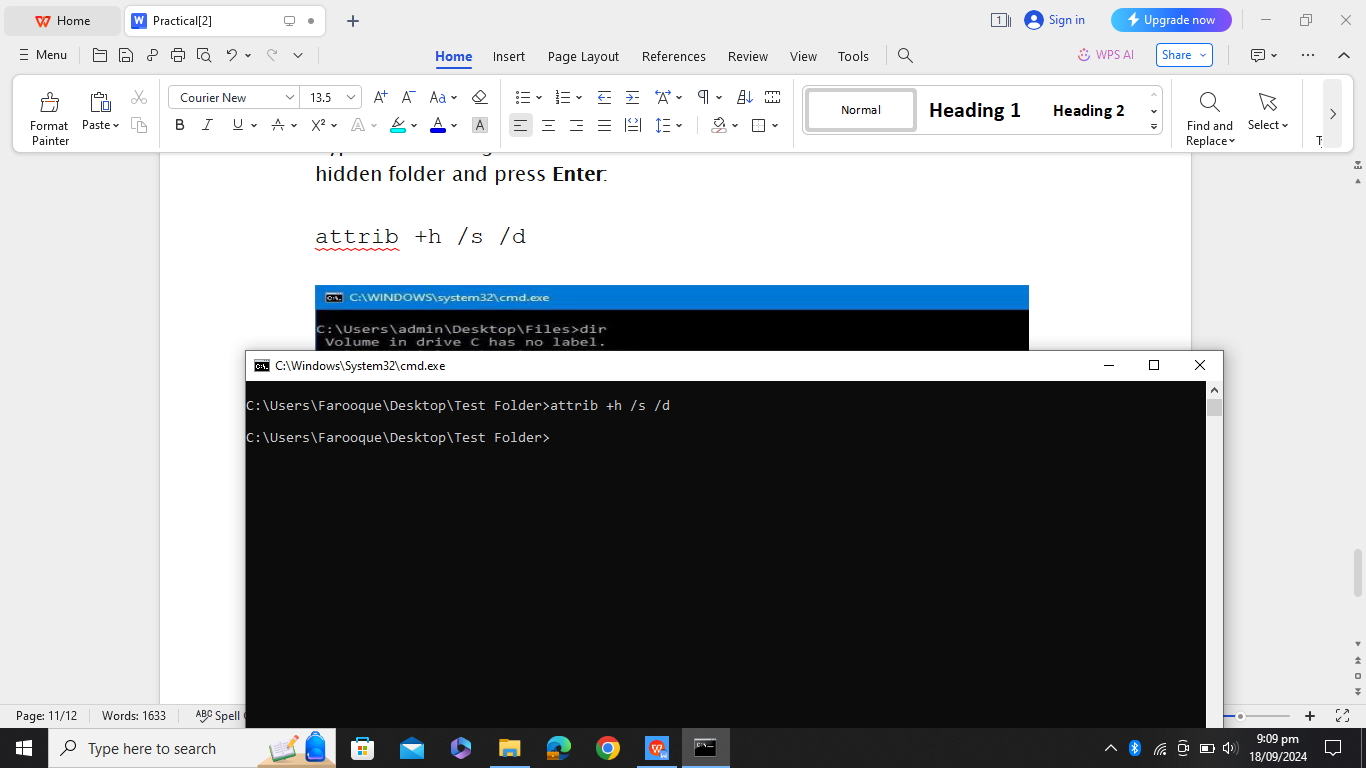 Home
Practical[2]
1
Sign in
Upgrade now
Menu
Home
Insert
Page Layout
References
Review
View
Tools
WPS AI
Share
Format
Painter
Paste
Courier New
13.5
Normal
Heading 1
Heading 2
Find and
Replace
Select
hidden folder and press Enter:
attrib +h /s /d
C:\WINDOWS\system32\cmd.exe
C:\Users\admin\Desktop\Files>dir
Volume in drive C has no label.
C:\Windows\System32\cmd.exe
C:\Users\Farooque\Desktop\Test Folder>attrib +h /s /d
C:\Users\Farooque\Desktop\Test Folder>
Page: 11/12
Words: 1633
Spell
Type here to search
9:09 pm
18/09/2024